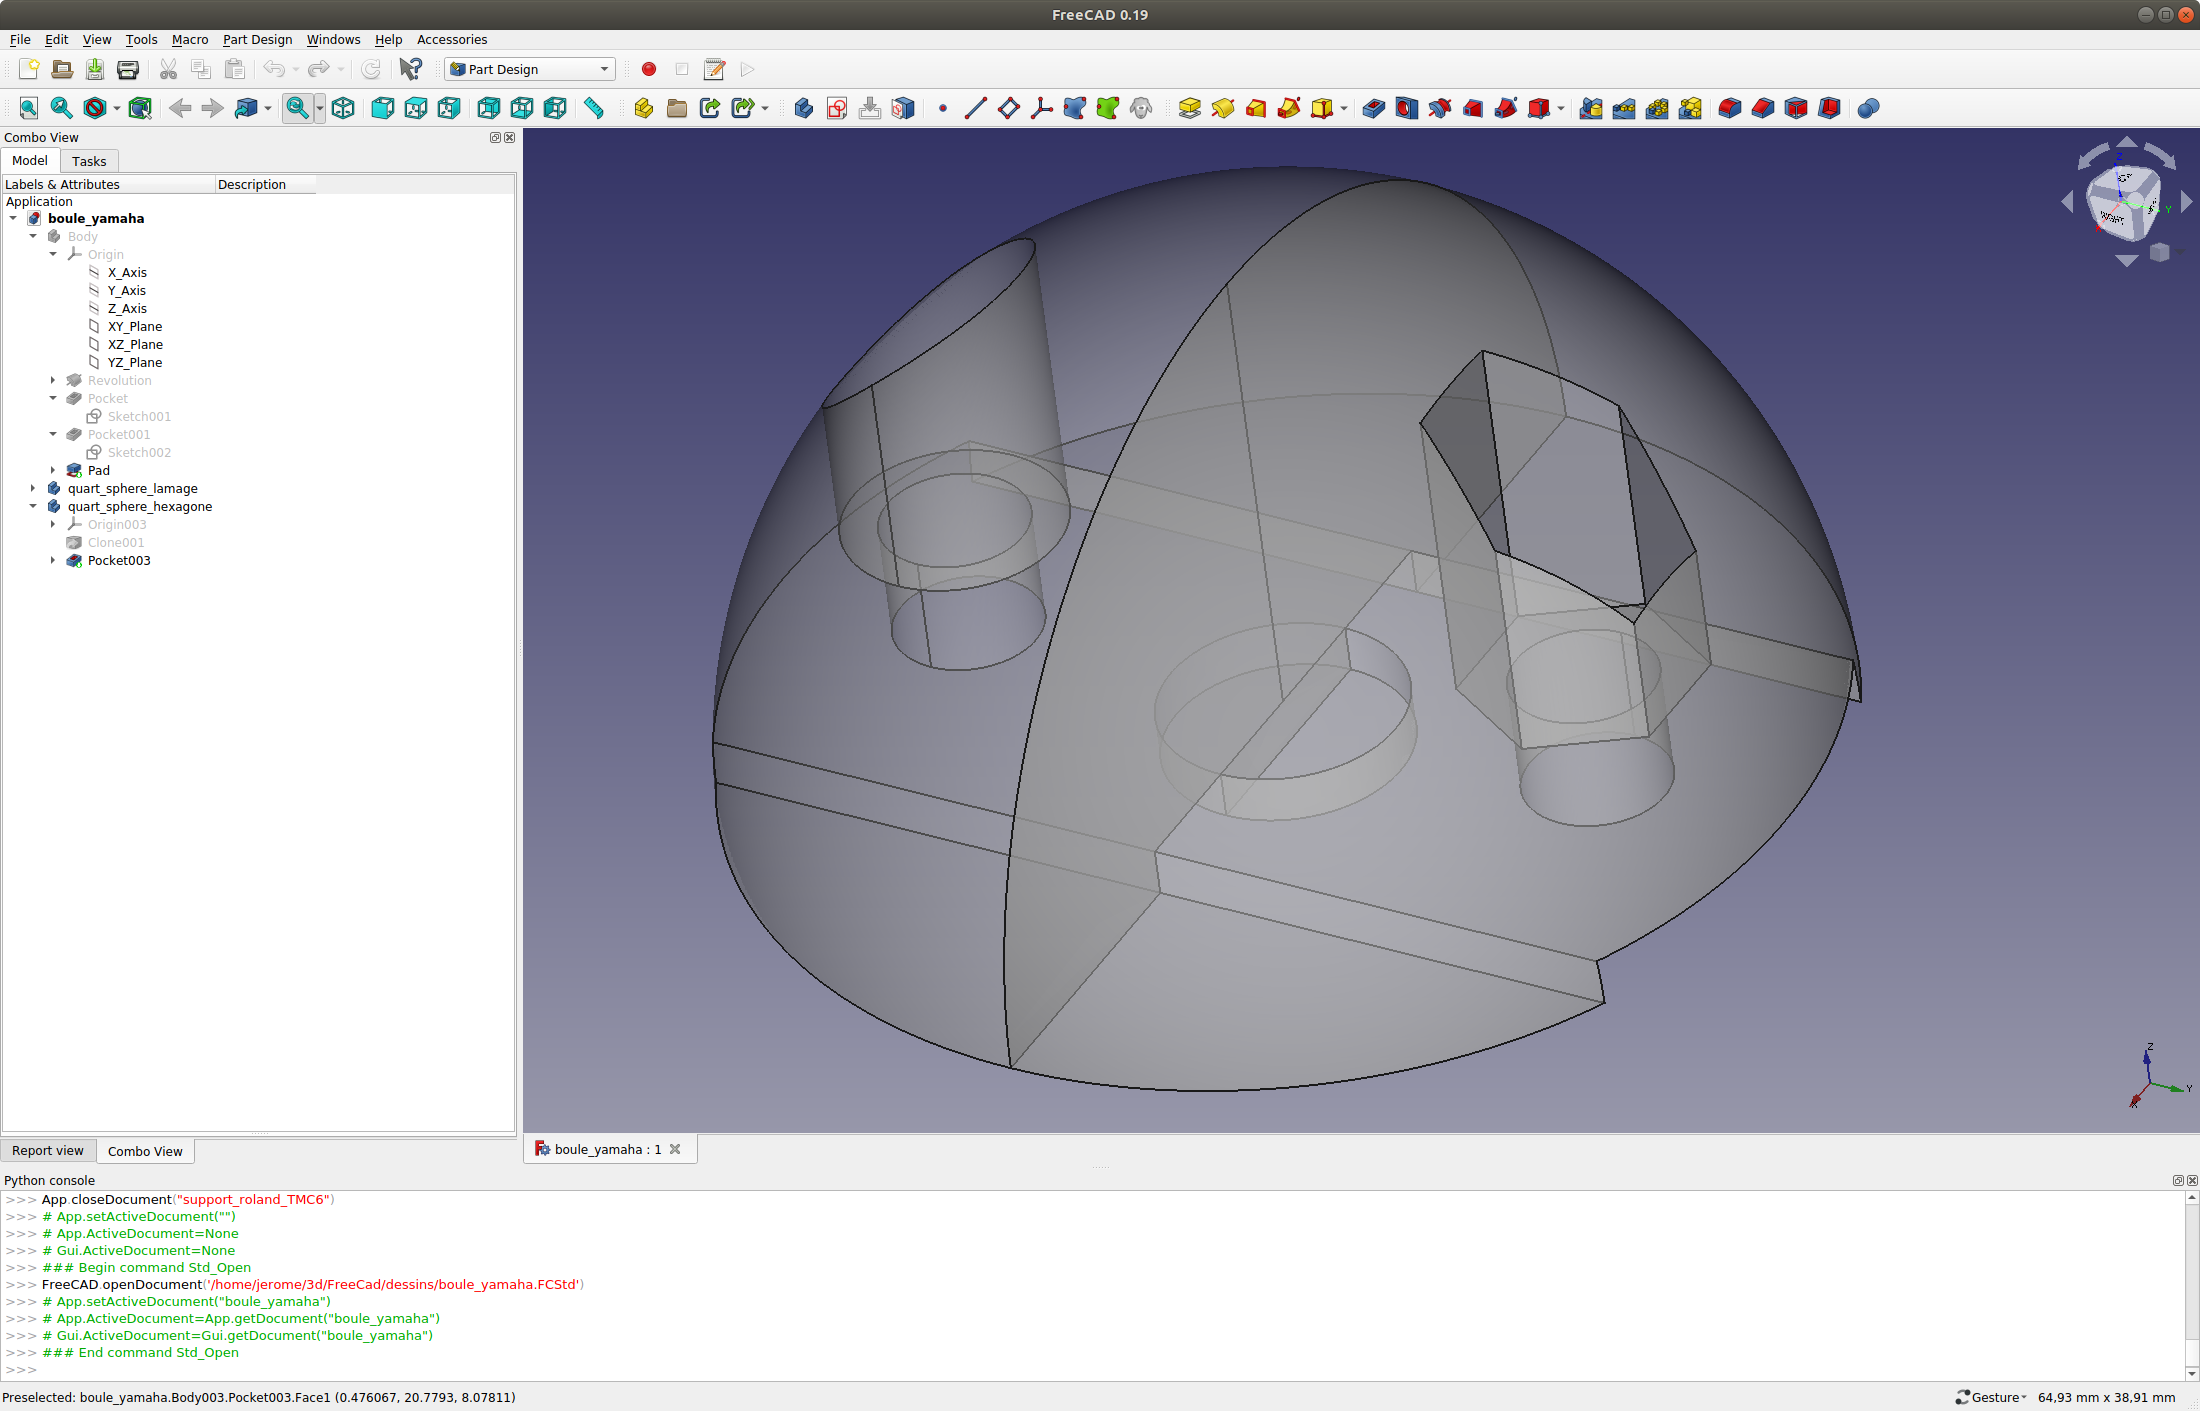 FreeCAD 0.19
File Edit View Tools Macro Part Design Windows Help Accessories
Part Design
Combo View
Model Tasks
Labels & Attributes Description
Application
boule_yamaha
Body
Origin
X_Axis
Y_Axis
Z_Axis
XY_Plane
XZ_Plane
YZ_Plane
Revolution
Pocket
Sketch001
Pocket001
Sketch002
Pad
quart_sphere_lamage
quart_sphere_hexagone
Origin003
Clone001
Pocket003
Z
RIGHT
Y
Z
Y
X
Report view Combo View
boule_yamaha : 1
Python console
>>> App.closeDocument("support_roland_TMC6")
>>> # App.setActiveDocument("")
>>> # App.ActiveDocument=None
>>> # Gui.ActiveDocument=None
>>> ### Begin command Std_Open
>>> FreeCAD.openDocument('/home/jerome/3d/FreeCad/dessins/boule_yamaha.FCStd')
>>> # App.setActiveDocument("boule_yamaha")
>>> # App.ActiveDocument=App.getDocument("boule_yamaha")
>>> # Gui.ActiveDocument=Gui.getDocument("boule_yamaha")
>>> ### End command Std_Open
>>>
Preselected: boule_yamaha.Body003.Pocket003.Face1 (0.476067, 20.7793, 8.07811)
Gesture 64,93 mm x 38,91 mm